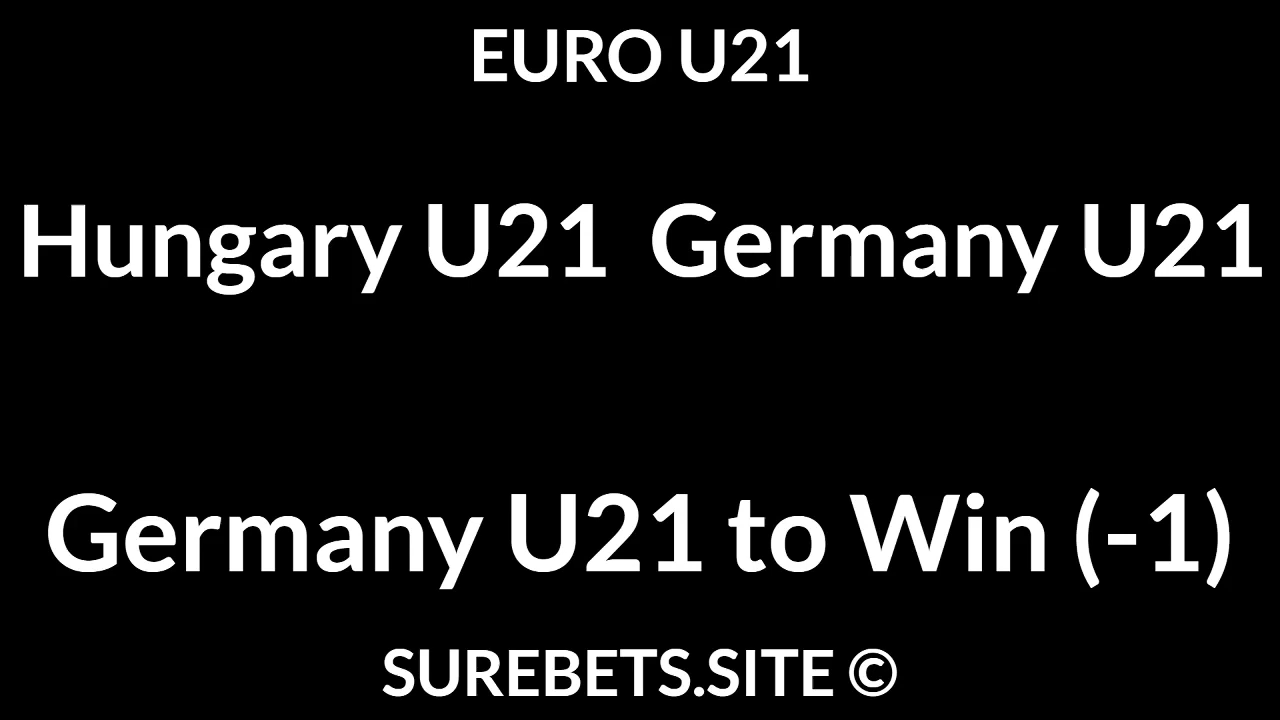 EURO U21
Hungary U21 Germany U21
Germany U21 to Win (-1)
SUREBETS.SITE ©